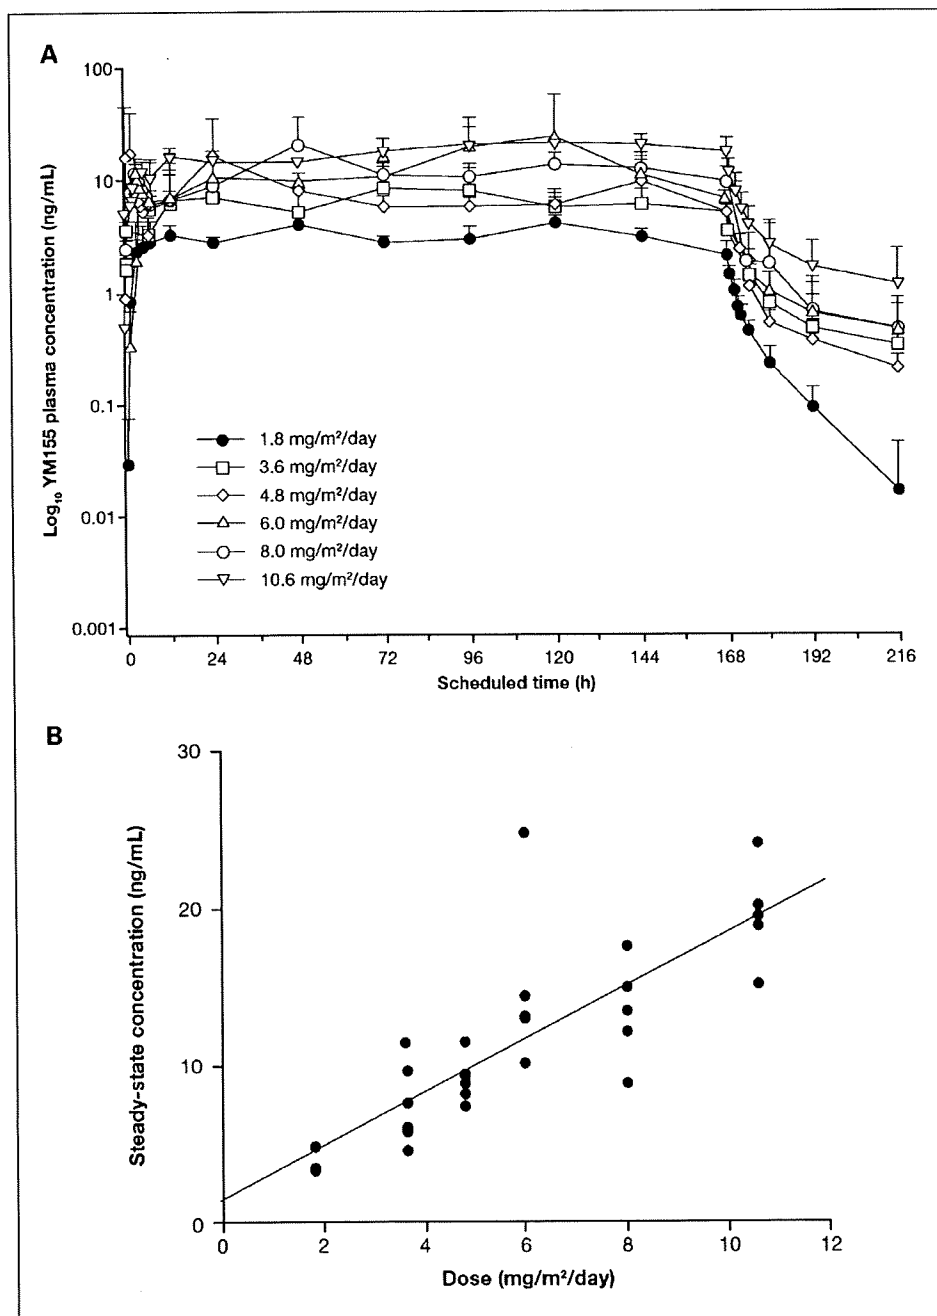 A
Log₁₀ YM155 plasma concentration (ng/mL)
100
10
1
0.1
0.01
0.001
1.8 mg/m²/day
3.6 mg/m²/day
4.8 mg/m²/day
6.0 mg/m²/day
8.0 mg/m²/day
10.6 mg/m²/day
0 24 48 72 96 120 144 168 192 216
Scheduled time (h)
B
Steady-state concentration (ng/mL)
30
20
10
0
0 2 4 6 8 10 12
Dose (mg/m²/day)